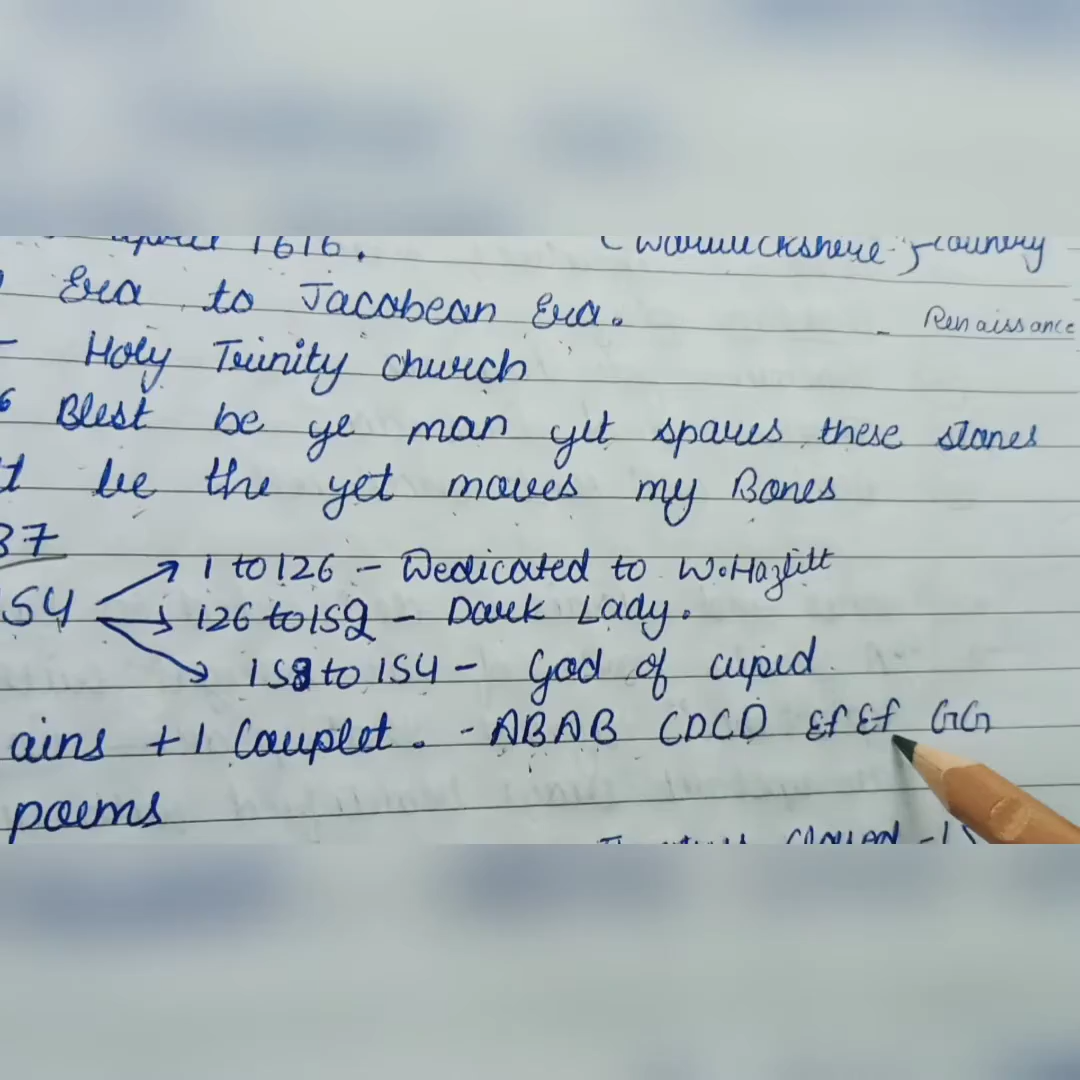 april 1616. (Warwuckshere - County
Era to Jacobean Era. - Renaissance
- Holy Trinity church
Blest be ye man yet spares these stones
be the yet moves my Bones
37
154 1 to 126 - Dedicated to W.Hazlitt
126 to 152 - Dark Lady.
153 to 154 - God of cupid.
ains + 1 Couplet. - ABAB CDCD EfEf GG
poems